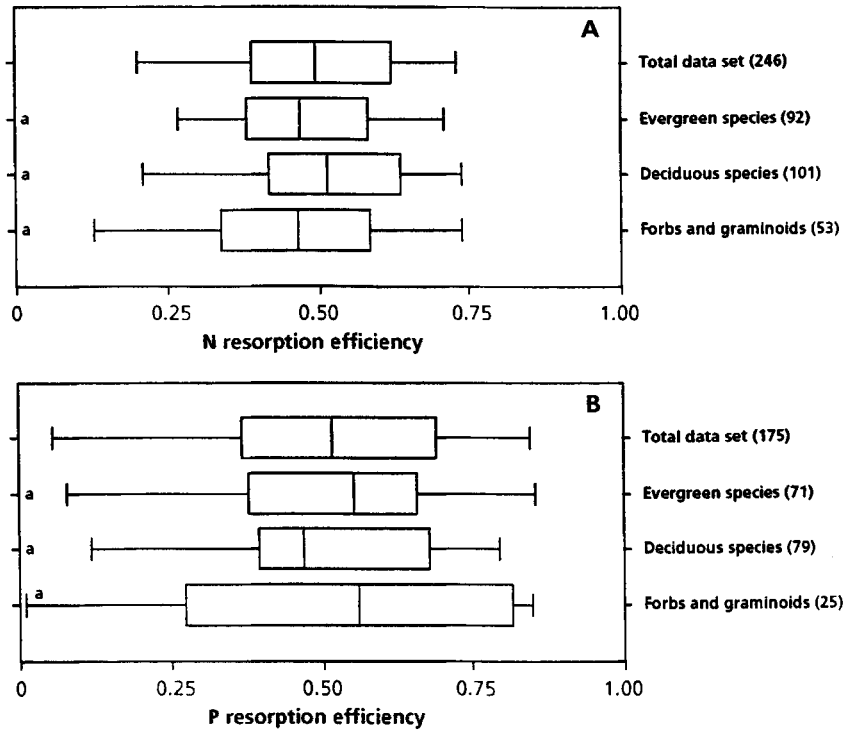 A
Total data set (246)
a Evergreen species (92)
a Deciduous species (101)
a Forbs and graminoids (53)
0 0.25 0.50 0.75 1.00
N resorption efficiency
B
Total data set (175)
a Evergreen species (71)
a Deciduous species (79)
a Forbs and graminoids (25)
0 0.25 0.50 0.75 1.00
P resorption efficiency